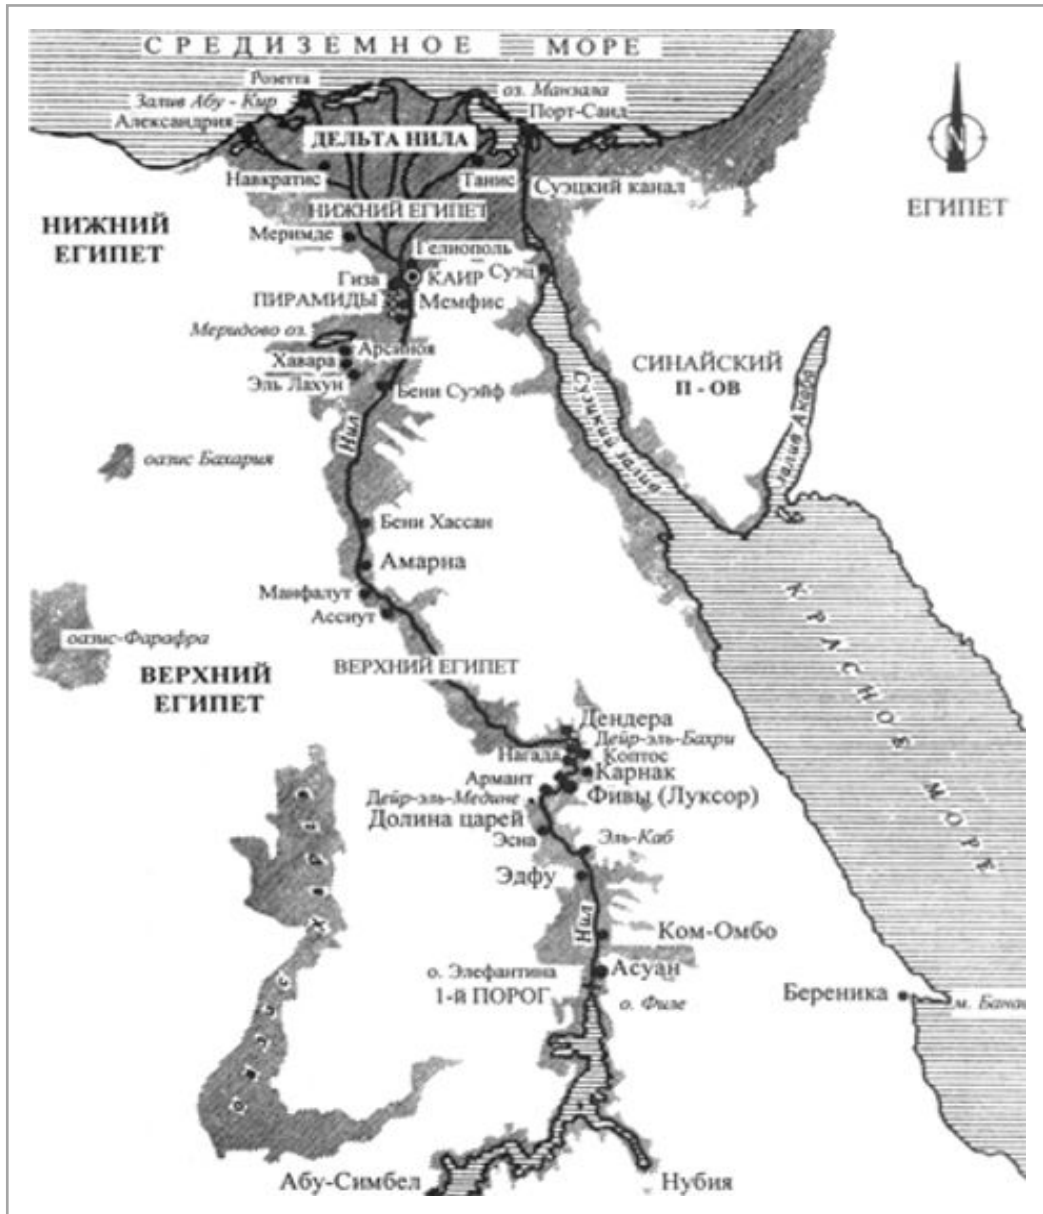 СРЕДИЗЕМНОЕ МОРЕ
Розетта
оз. Манзала
Залив Абу - Кир
Порт-Саид
Александрия
ДЕЛЬТА НИЛА
N
Навкратис
Танис
Суэцкий канал
НИЖНИЙ ЕГИПЕТ
ЕГИПЕТ
НИЖНИЙ
ЕГИПЕТ
Меримде
Гелиополь
Суэц
Гиза
КАИР
ПИРАМИДЫ
Мемфис
Меридово оз.
Арсиноя
Хавара
Эль Лахун
Бени Суэйф
СИНАЙСКИЙ
П - ОВ
Суэцкий залив
залив Акаба
Нил
оазис Бахария
Бени Хассан
Амарна
Манфалут
Ассиут
оазис-Фарафра
ВЕРХНИЙ ЕГИПЕТ
ВЕРХНИЙ
ЕГИПЕТ
КРАСНОЕ МОРЕ
Дендера
Дейр-эль-Бахри
Нагада
Коптос
Карнак
Армант
Фивы (Луксор)
Дейр-эль-Медине
Долина царей
Эсна
Эль-Каб
Эдфу
Нил
Ком-Омбо
оазис Харга
о. Элефантина
Асуан
1-й ПОРОГ
о. Филе
Береника
м. Банас
Абу-Симбел
Нубия